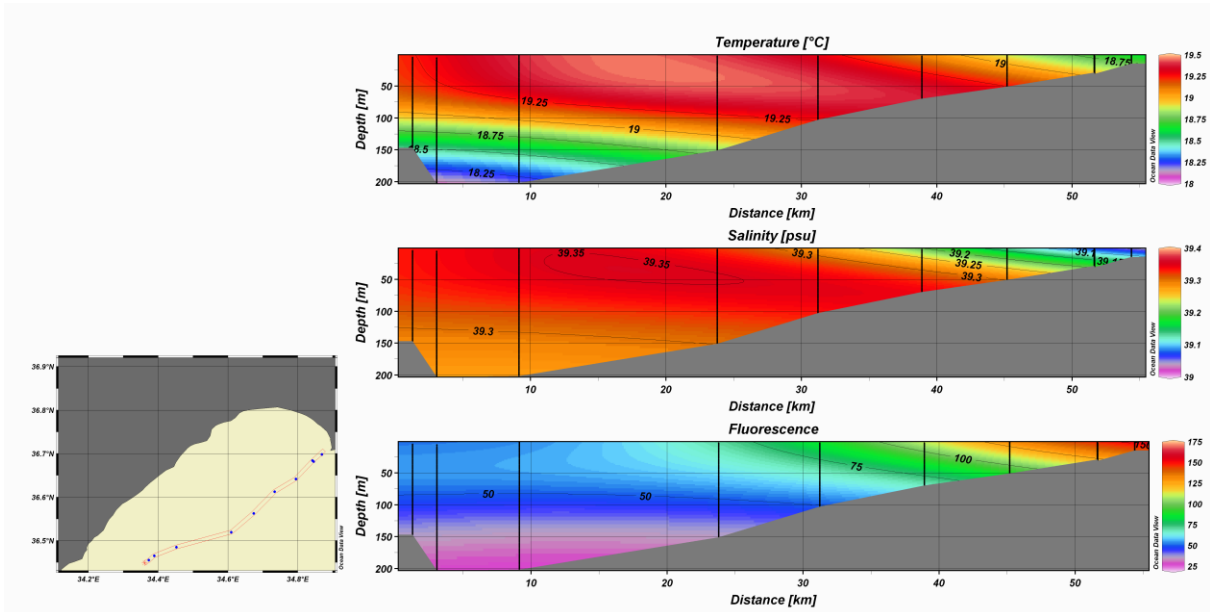 Temperature [°C]
19.25
19.25
19
19
18.75
18.75
18.5
18.25
50
100
150
200
Depth [m]
10
20
30
40
50
Distance [km]
19.5
19.25
19
18.75
18.5
18.25
18
Ocean Data View
Salinity [psu]
39.35
39.35
39.3
39.3
39.3
39.25
39.2
50
100
150
200
Depth [m]
10
20
30
40
50
Distance [km]
39.4
39.3
39.2
39.1
39
Ocean Data View
Fluorescence
50
50
75
100
50
100
150
200
Depth [m]
10
20
30
40
50
Distance [km]
175
150
125
100
75
50
25
Ocean Data View
36.9°N
36.8°N
36.7°N
36.6°N
36.5°N
34.2°E
34.4°E
34.6°E
34.8°E
Ocean Data View